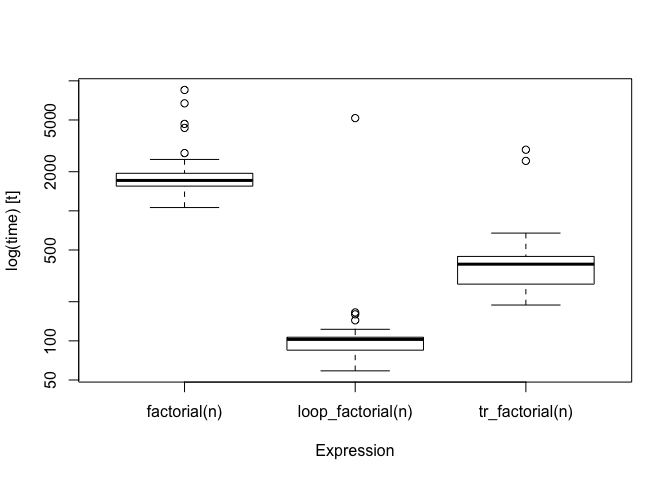 log(time) [t]
5000
2000
500
100
50
factorial(n) loop_factorial(n) tr_factorial(n)
Expression